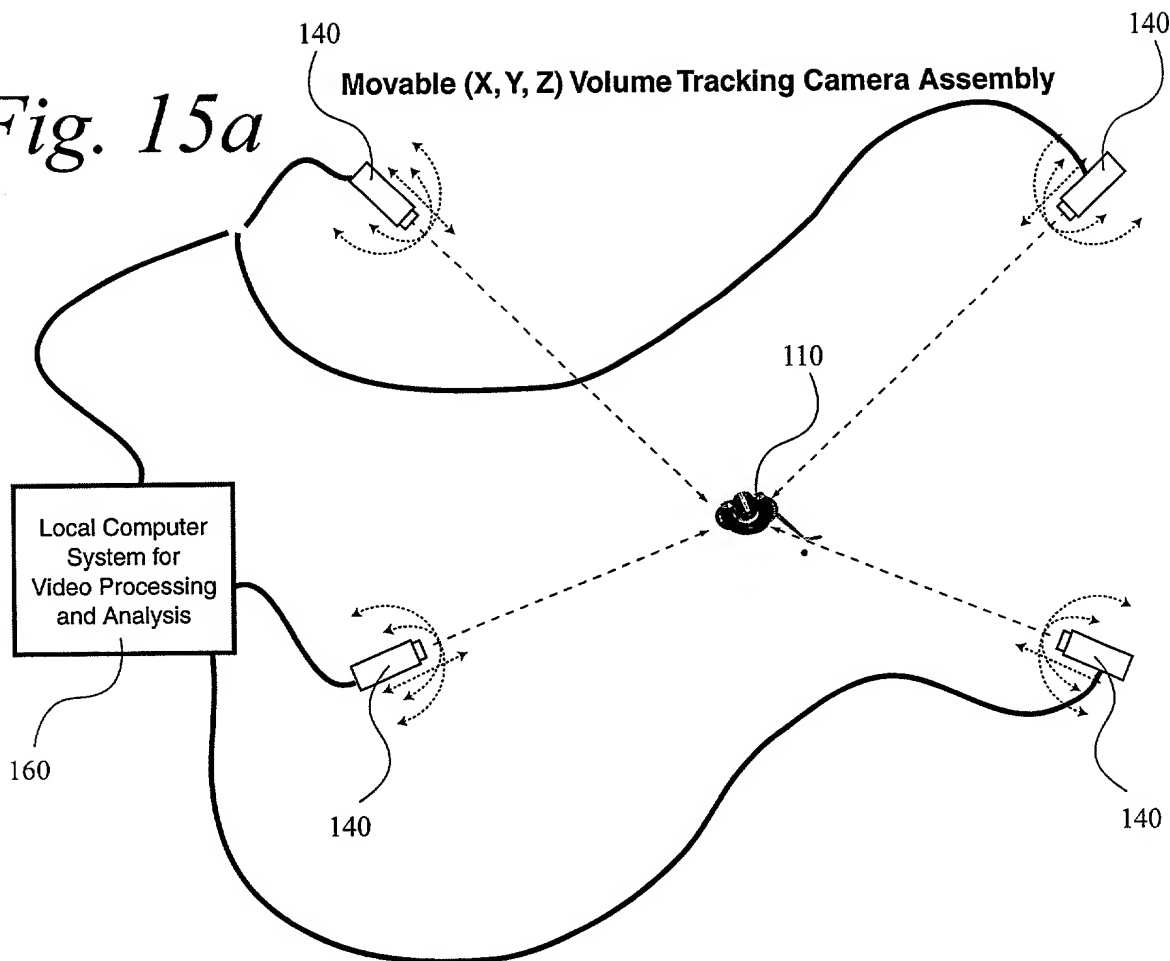 140
140
Movable (X, Y, Z) Volume Tracking Camera Assembly
Fig. 15a
110
Local Computer
System for
Video Processing
and Analysis
160
140
140